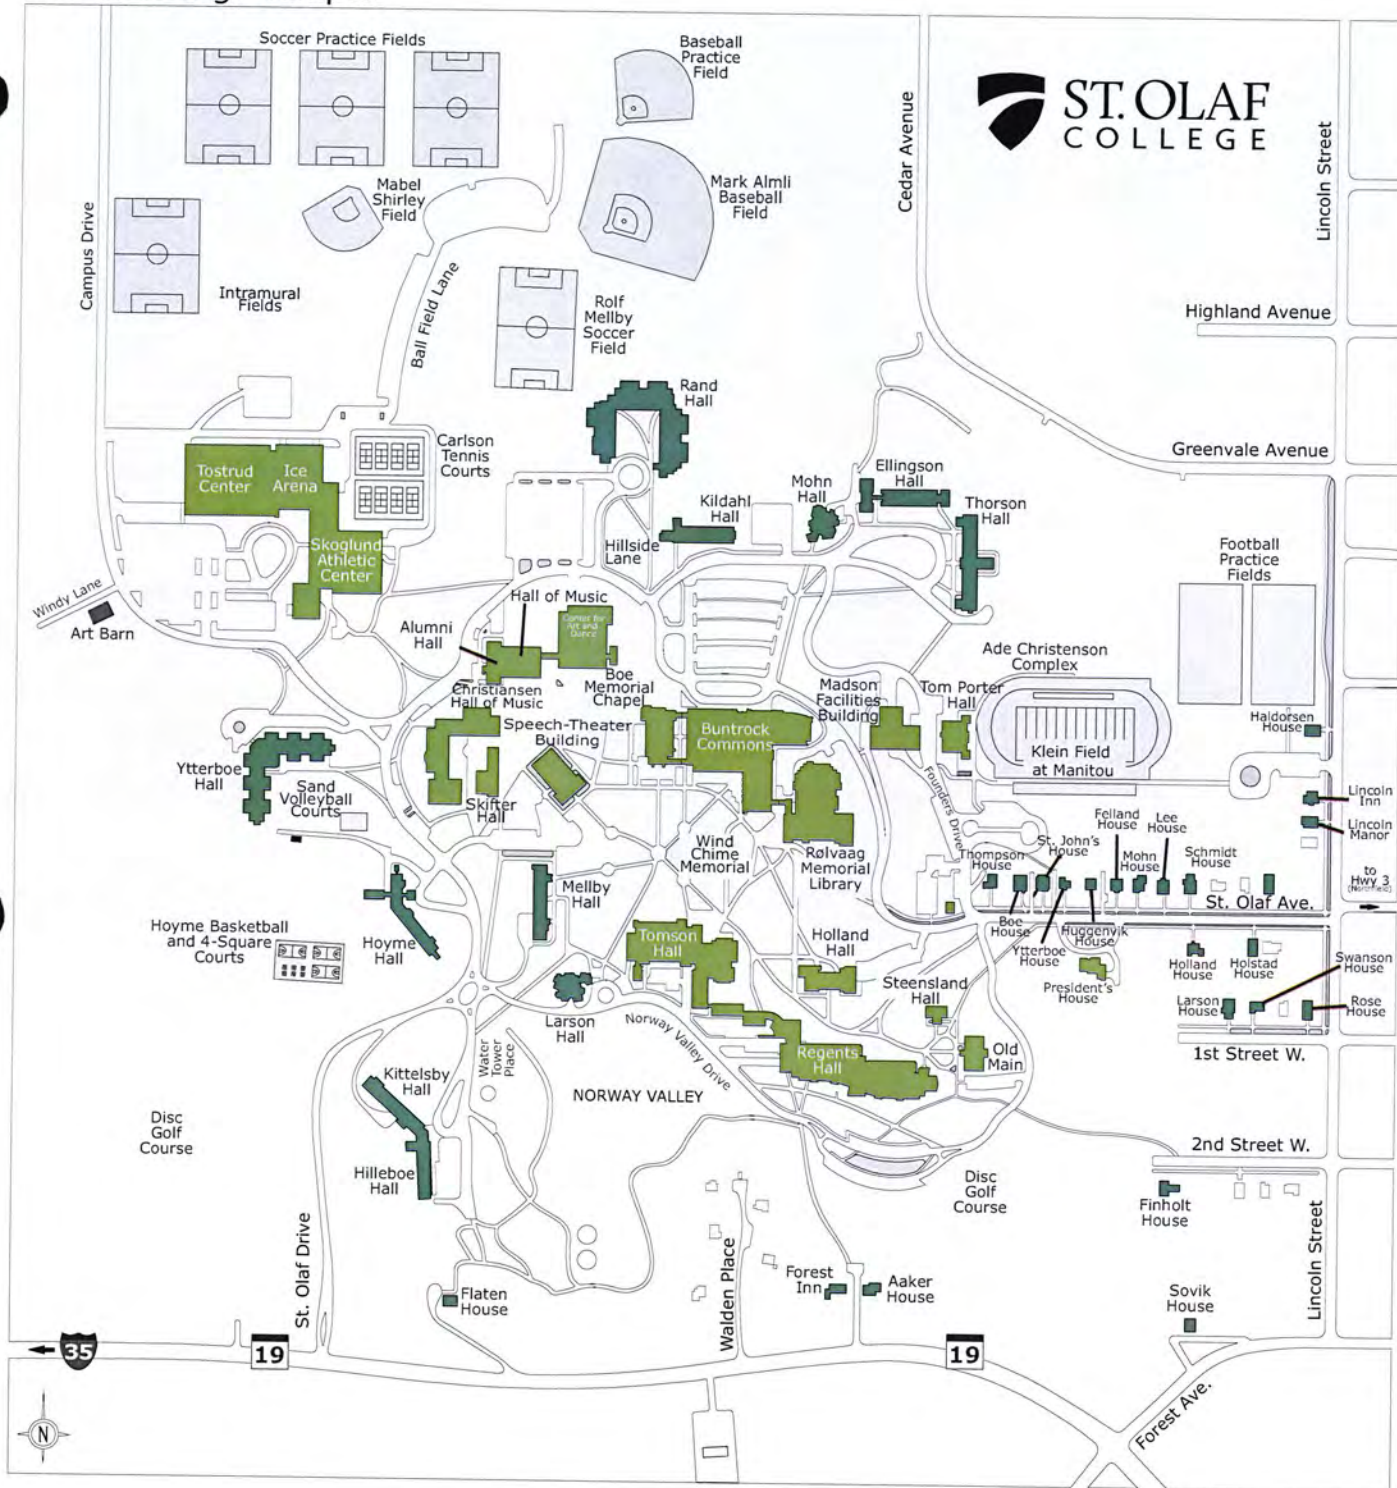 Soccer Practice Fields
Baseball
Practice
Field
ST. OLAF
COLLEGE
Cedar Avenue
Lincoln Street
Mabel
Shirley
Field
Mark Almli
Baseball
Field
Campus Drive
Intramural
Fields
Ball Field Lane
Rolf
Mellby
Soccer
Field
Highland Avenue
Rand
Hall
Carlson
Tennis
Courts
Greenvale Avenue
Tostrud
Center
Ice
Arena
Ellingson
Hall
Mohn
Hall
Kildahl
Hall
Thorson
Hall
Skoglund
Athletic
Center
Hillside
Lane
Football
Practice
Fields
Windy Lane
Art Barn
Hall of Music
Center for
Art and
Dance
Alumni
Hall
Ade Christenson
Complex
Christiansen
Hall of Music
Boe
Memorial
Chapel
Madson
Facilities
Building
Tom Porter
Hall
Speech-Theater
Building
Buntrock
Commons
Haldorsen
House
Klein Field
at Manitou
Ytterboe
Hall
Sand
Volleyball
Courts
Skifter
Hall
Founders Drive
Lincoln
Inn
Lincoln
Manor
Wind
Chime
Memorial
Rølvaag
Memorial
Library
Thompson
House
St. John's
House
Felland
House
Lee
House
Mohn
House
Schmidt
House
to
Hwy 3
(Northfield)
Mellby
Hall
St. Olaf Ave.
Boe
House
Ytterboe
House
Huggenvik
House
Hoyme Basketball
and 4-Square
Courts
Hoyme
Hall
Tomson
Hall
Holland
Hall
Holland
House
Holstad
House
Swanson
House
President's
House
Steensland
Hall
Larson
House
Rose
House
Larson
Hall
Norway Valley Drive
Water
Tower
Place
Regents
Hall
Old
Main
1st Street W.
Kittelsby
Hall
NORWAY VALLEY
Disc
Golf
Course
2nd Street W.
Hilleboe
Hall
Disc
Golf
Course
Finholt
House
St. Olaf Drive
Walden Place
Lincoln Street
Forest
Inn
Aaker
House
Flaten
House
Sovik
House
35
19
19
Forest Ave.
N